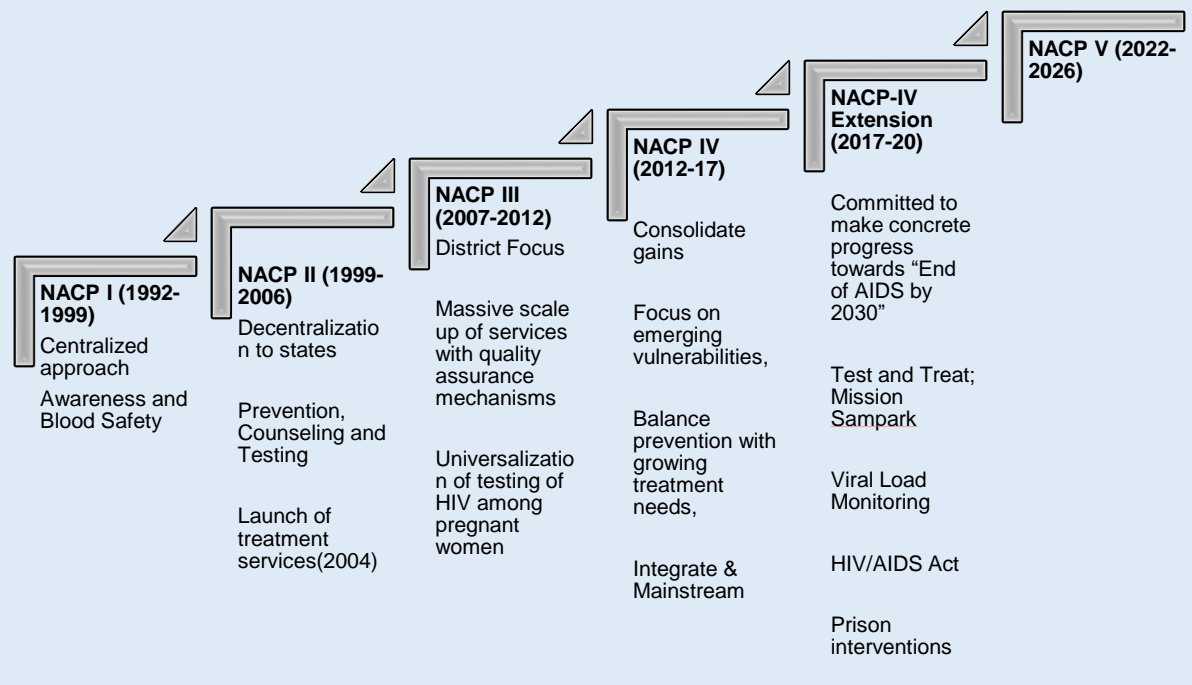 NACP I (1992-
1999)
Centralized
approach
Awareness and
Blood Safety
NACP II (1999-
2006)
Decentralizatio
n to states
Prevention,
Counseling and
Testing
Launch of
treatment
services(2004)
NACP III
(2007-2012)
District Focus
Massive scale
up of services
with quality
assurance
mechanisms
Universalizatio
n of testing of
HIV among
pregnant
women
NACP IV
(2012-17)
Consolidate
gains
Focus on
emerging
vulnerabilities,
Balance
prevention with
growing
treatment
needs,
Integrate &
Mainstream
NACP-IV
Extension
(2017-20)
Committed to
make concrete
progress
towards “End
of AIDS by
2030”
Test and Treat;
Mission
Sampark
Viral Load
Monitoring
HIV/AIDS Act
Prison
interventions
NACP V (2022-
2026)